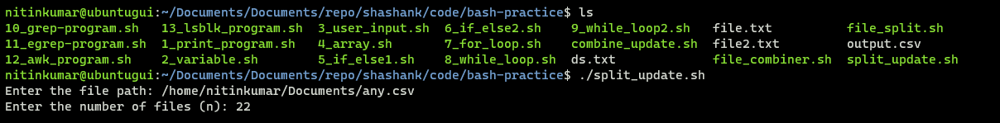 nitinkumar@ubuntugui:~/Documents/Documents/repo/shashank/code/bash-practice$ ls
10_grep-program.sh  13_lsblk_program.sh  3_user_input.sh  6_if_else2.sh  9_while_loop2.sh  file.txt  file_split.sh
11_egrep-program.sh  1_print_program.sh  4_array.sh  7_for_loop.sh  combine_update.sh  file2.txt  output.csv
12_awk_program.sh  2_variable.sh  5_if_else1.sh  8_while_loop.sh  ds.txt  file_combiner.sh  split_update.sh
nitinkumar@ubuntugui:~/Documents/Documents/repo/shashank/code/bash-practice$ ./split_update.sh
Enter the file path: /home/nitinkumar/Documents/any.csv
Enter the number of files (n): 22